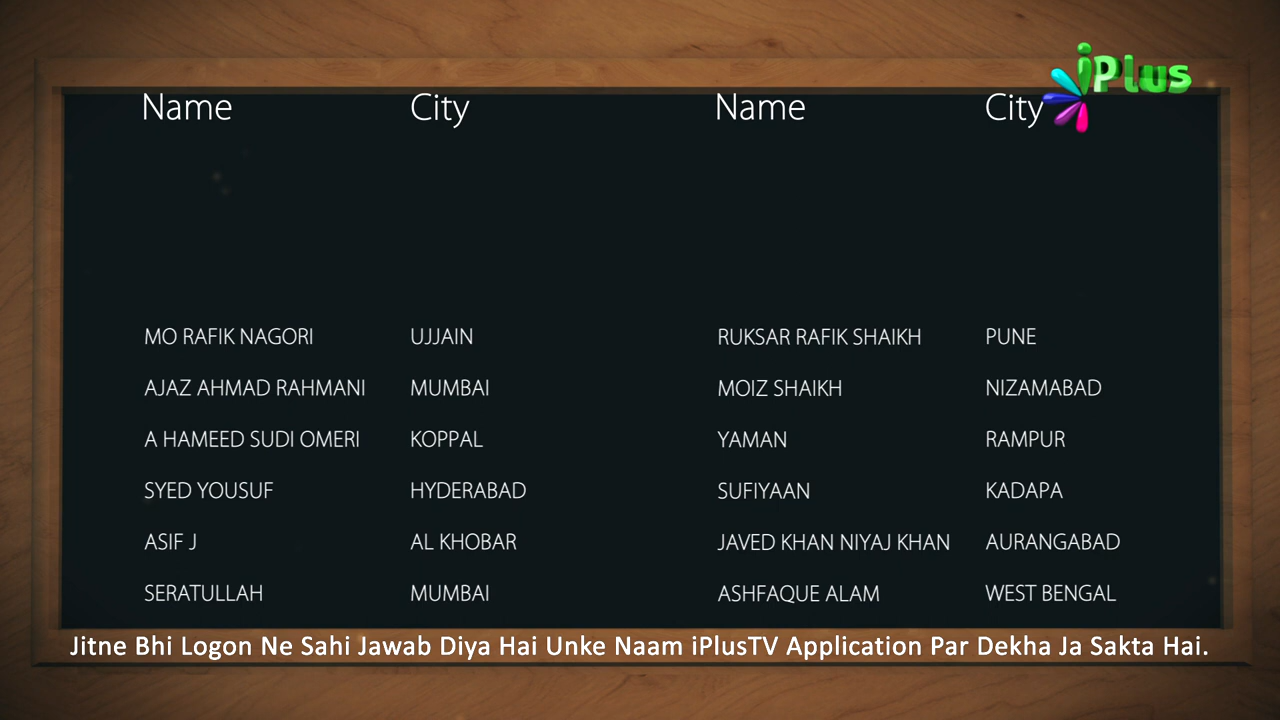 iPlus
Name City Name City
MO RAFIK NAGORI UJJAIN RUKSAR RAFIK SHAIKH PUNE
AJAZ AHMAD RAHMANI MUMBAI MOIZ SHAIKH NIZAMABAD
A HAMEED SUDI OMERI KOPPAL YAMAN RAMPUR
SYED YOUSUF HYDERABAD SUFIYAAN KADAPA
ASIF J AL KHOBAR JAVED KHAN NIYAJ KHAN AURANGABAD
SERATULLAH MUMBAI ASHFAQUE ALAM WEST BENGAL
Jitne Bhi Logon Ne Sahi Jawab Diya Hai Unke Naam iPlusTV Application Par Dekha Ja Sakta Hai.